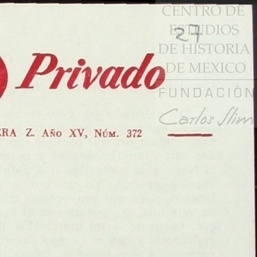 CENTRO DE
ESTUDIOS
27
DE HISTORIA
DE MEXICO
Privado
FUNDACIÓN
Carlos Slim
ERA Z. AÑO XV, NÚM. 372